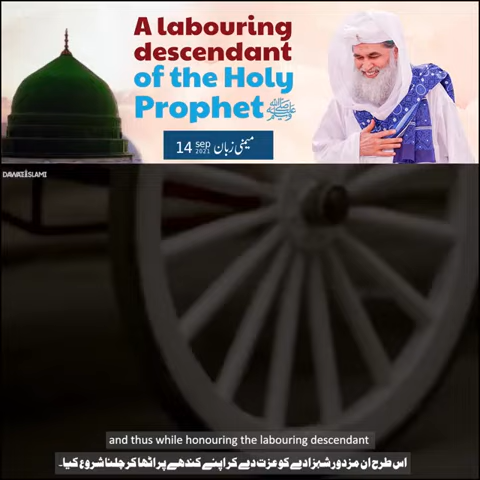 A labouring
descendant
of the Holy
Prophet ﷺ
14 sep 2021 میمنی زبان
DAWATEISLAMI
and thus while honouring the labouring descendant
اس طرح ان مزدور شہزادے کو عزت دے کر اپنے کندھے پر اٹھا کر چلنا شروع کیا۔